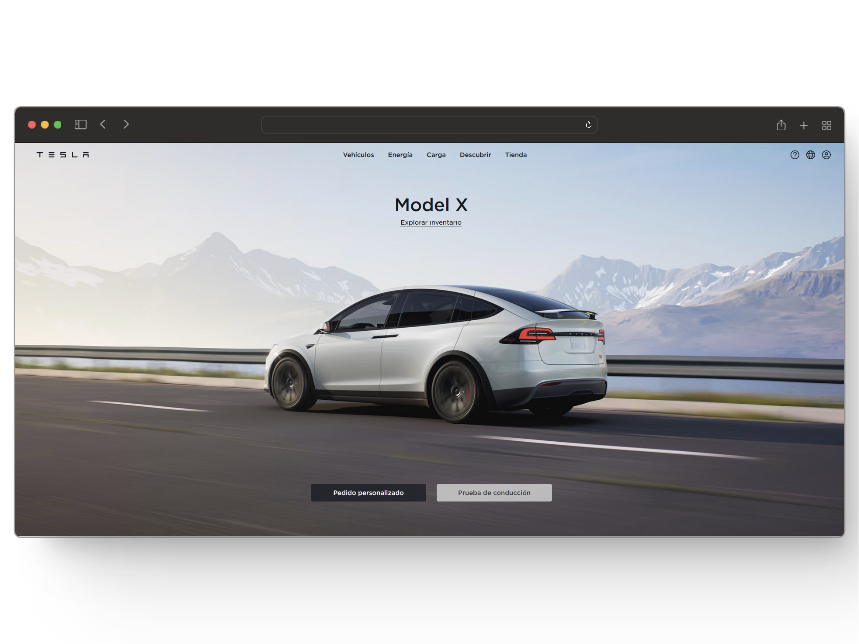 TESLA
Vehículos Energía Carga Descubrir Tienda
Model X
Explorar inventario
Pedido personalizado
Prueba de conducción